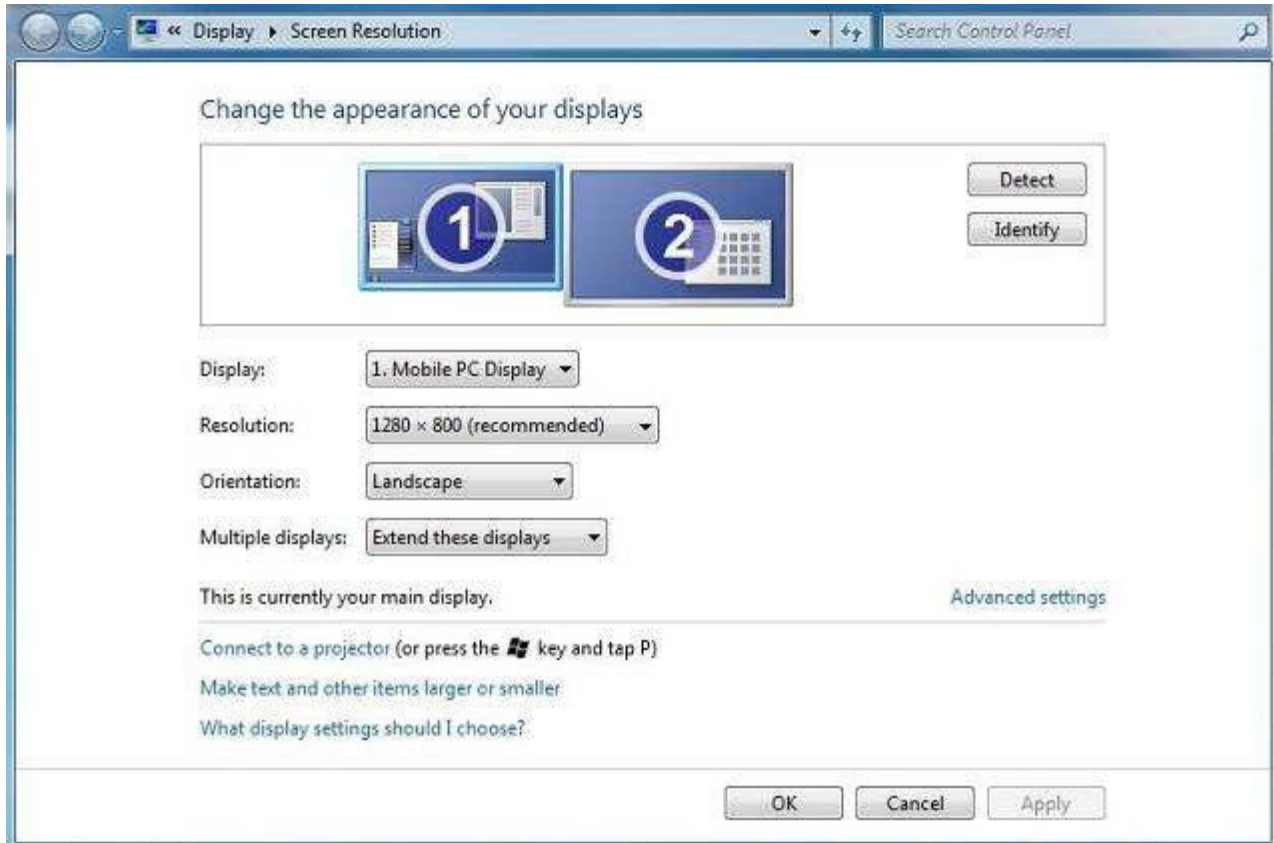 « Display ▸ Screen Resolution
Search Control Panel
Change the appearance of your displays
1
2
Detect
Identify
Display: 1. Mobile PC Display
Resolution: 1280 × 800 (recommended)
Orientation: Landscape
Multiple displays: Extend these displays
This is currently your main display. Advanced settings
Connect to a projector (or press the key and tap P)
Make text and other items larger or smaller
What display settings should I choose?
OK Cancel Apply